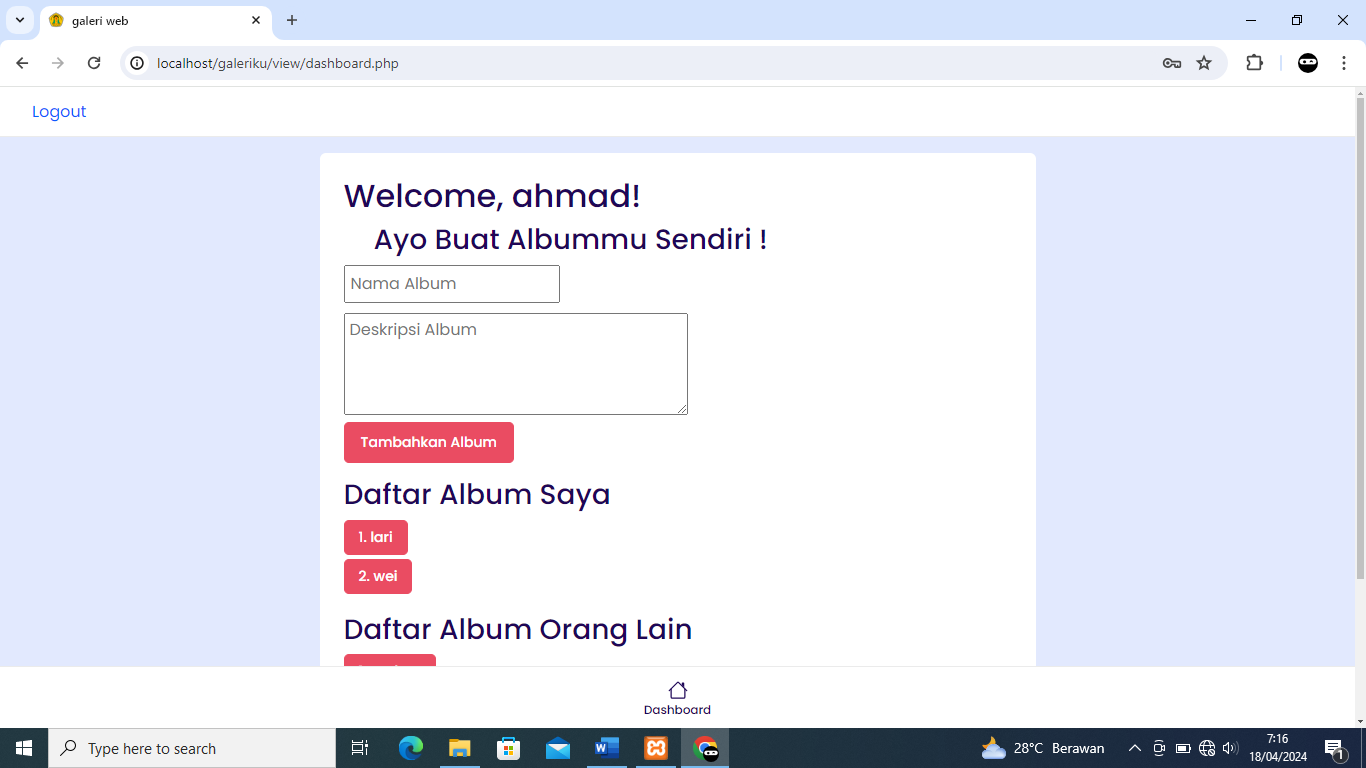 galeri web
localhost/galeriku/view/dashboard.php
Logout
Welcome, ahmad!
Ayo Buat Albummu Sendiri !
Nama Album
Deskripsi Album
Tambahkan Album
Daftar Album Saya
1. lari
2. wei
Daftar Album Orang Lain
Dashboard
Type here to search
28°C Berawan
7:16
18/04/2024
1